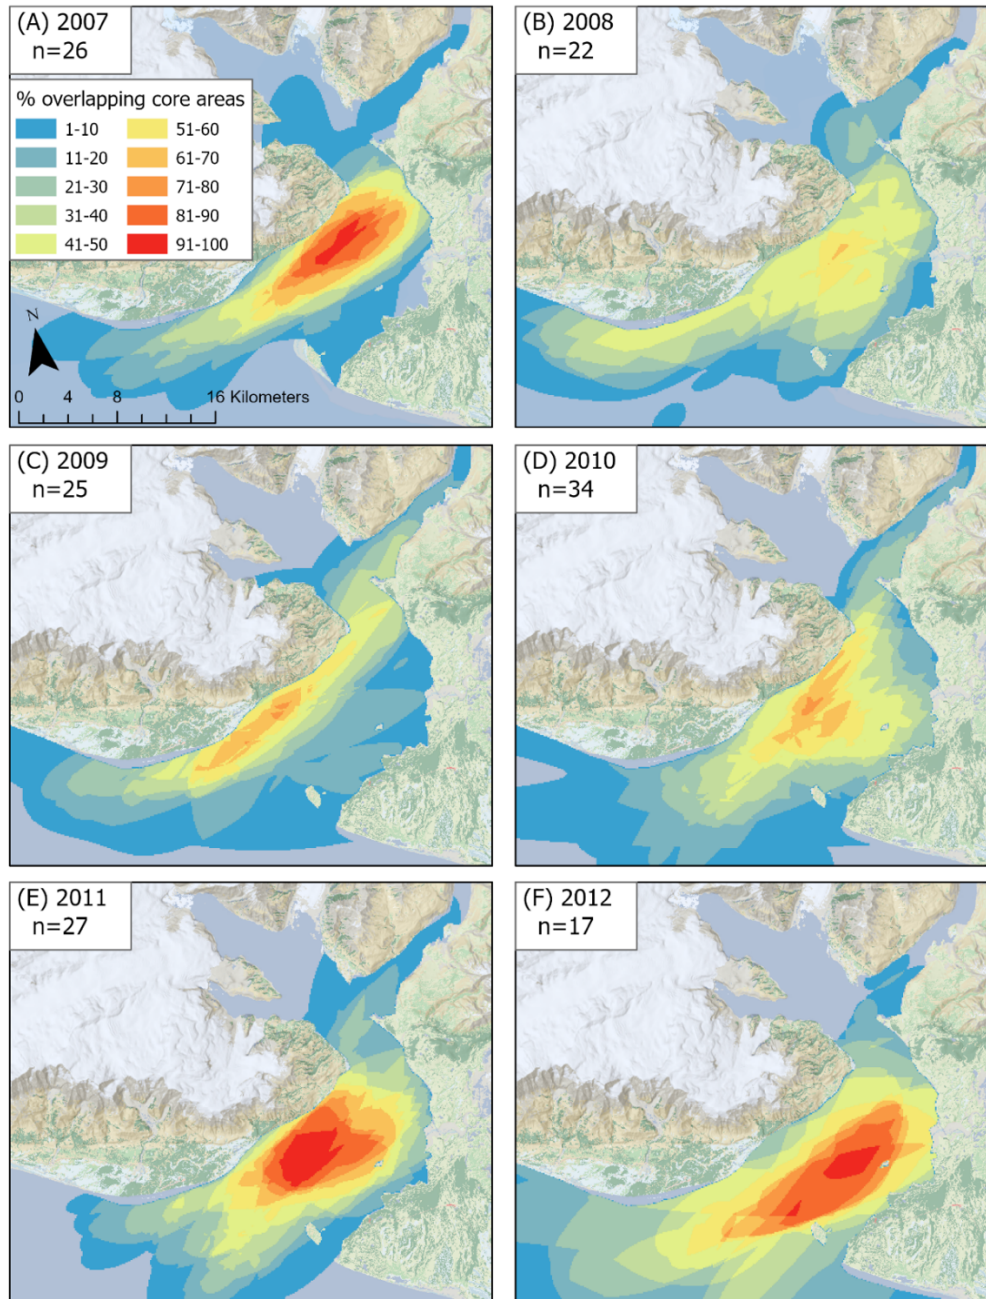 (A) 2007
n=26
(B) 2008
n=22
% overlapping core areas
1-10 51-60
11-20 61-70
21-30 71-80
31-40 81-90
41-50 91-100
N
0 4 8 16 Kilometers
(C) 2009
n=25
(D) 2010
n=34
(E) 2011
n=27
(F) 2012
n=17